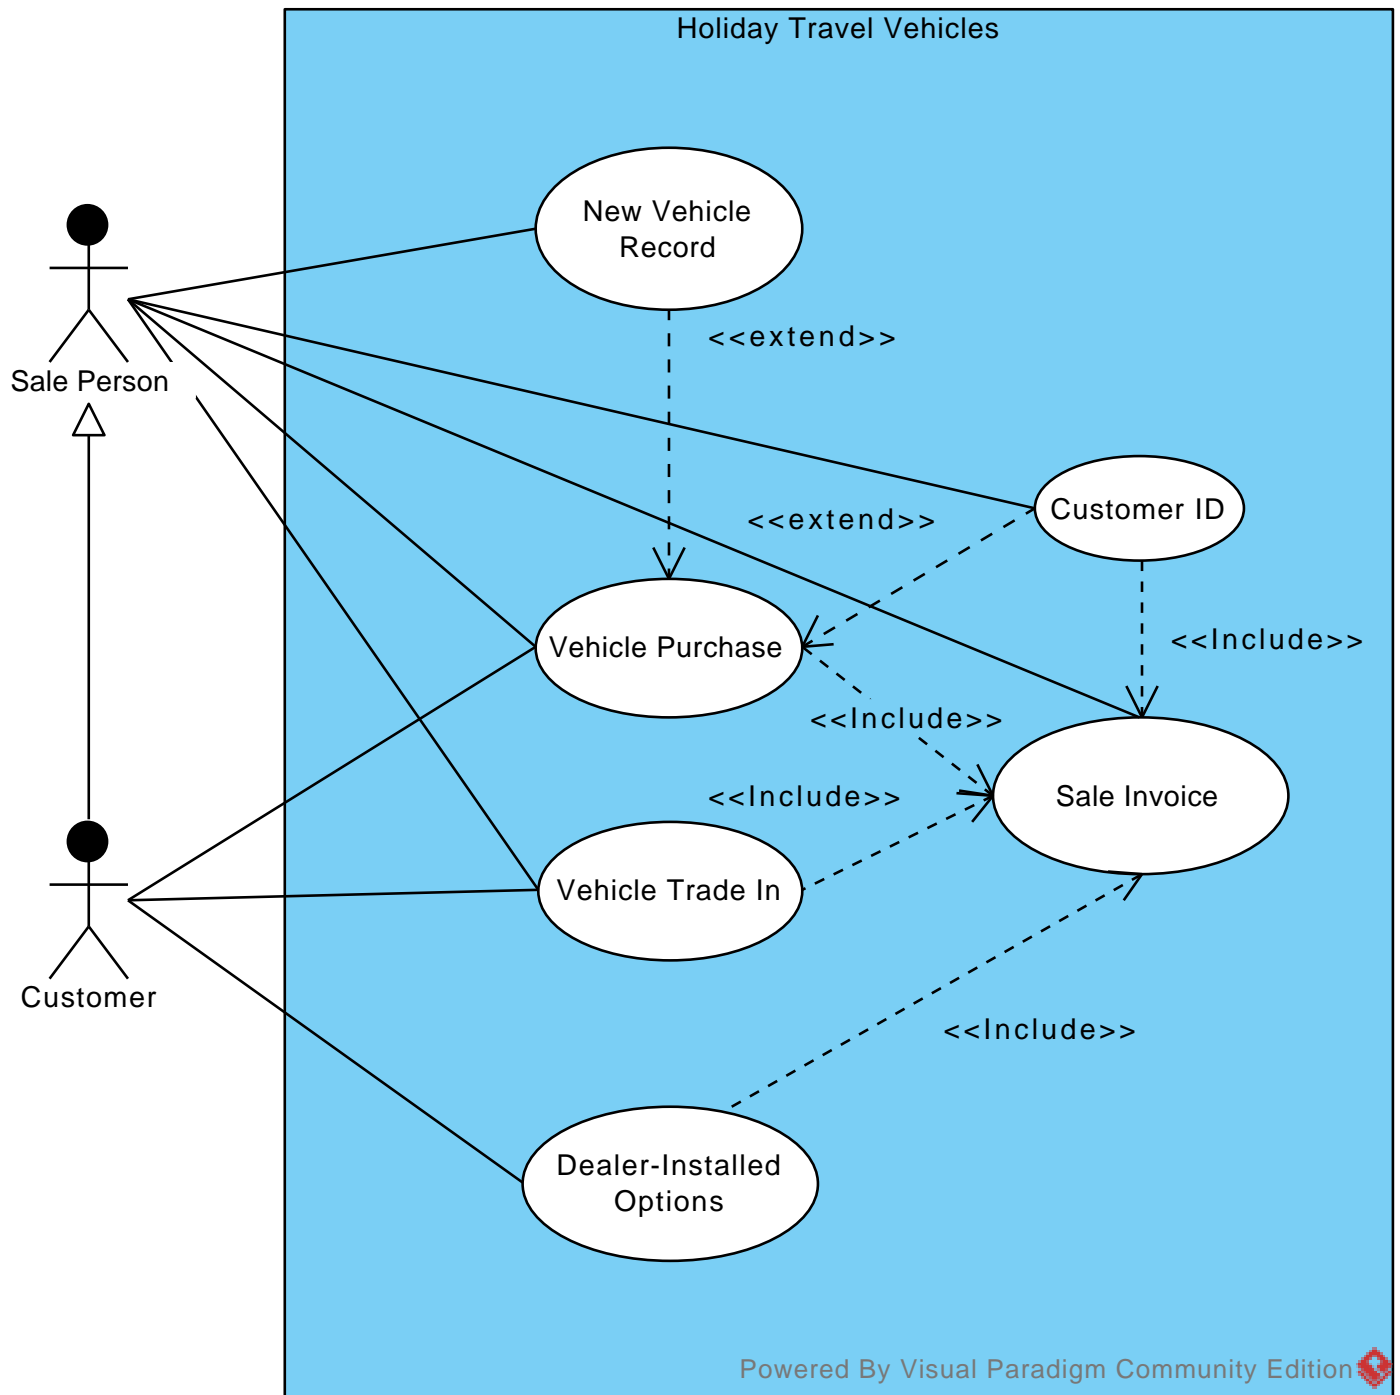 Holiday Travel Vehicles
New Vehicle
Record
<<extend>>
Sale Person
Customer ID
<<extend>>
Vehicle Purchase
<<Include>>
<<Include>>
<<Include>>
Sale Invoice
Vehicle Trade In
Customer
<<Include>>
Dealer-Installed
Options
Powered By Visual Paradigm Community Edition